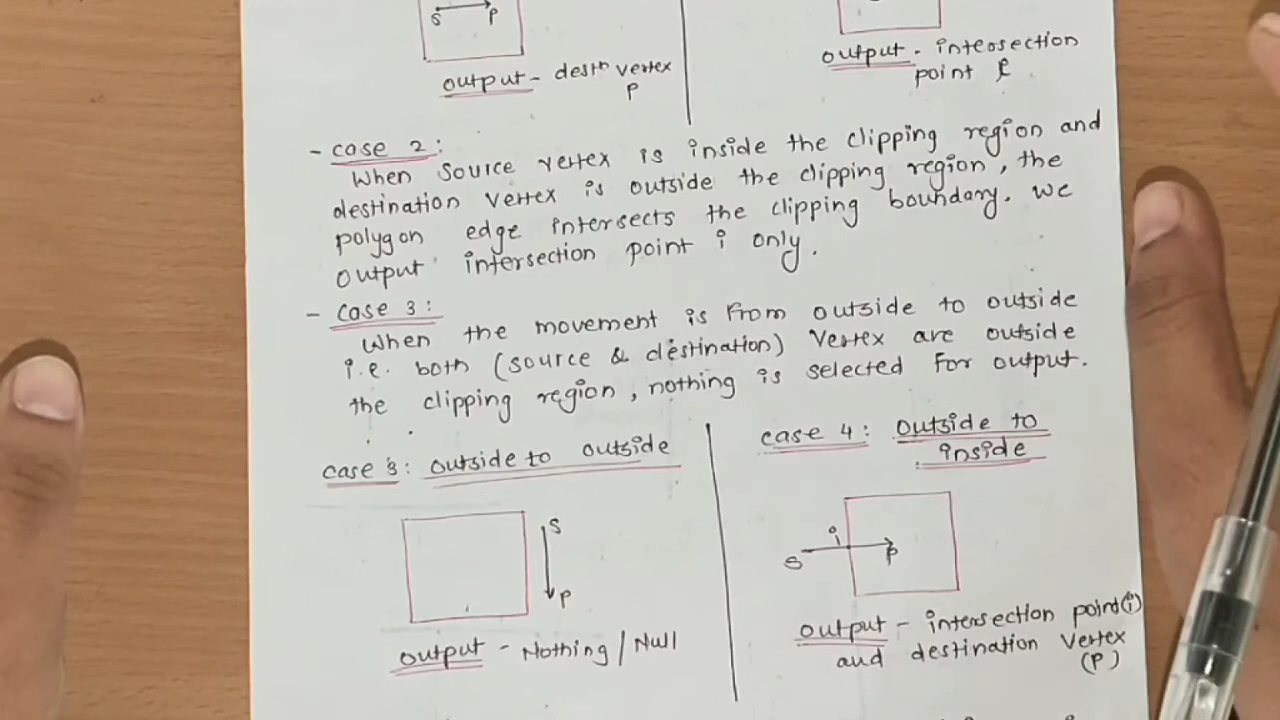 S P
output - destn vertex
P
output - intersection
point i
- case 2:
When source vertex is inside the clipping region and
destination vertex is outside the clipping region, the
polygon edge intersects the clipping boundary. we
output intersection point i only.
- case 3:
When the movement is from outside to outside
i.e. both (source & destination) vertex are outside
the clipping region, nothing is selected for output.
case 3: outside to outside
S
P
output - Nothing / Null
case 4: outside to
inside
S i P
output - intersection point(i)
and destination vertex
(P)